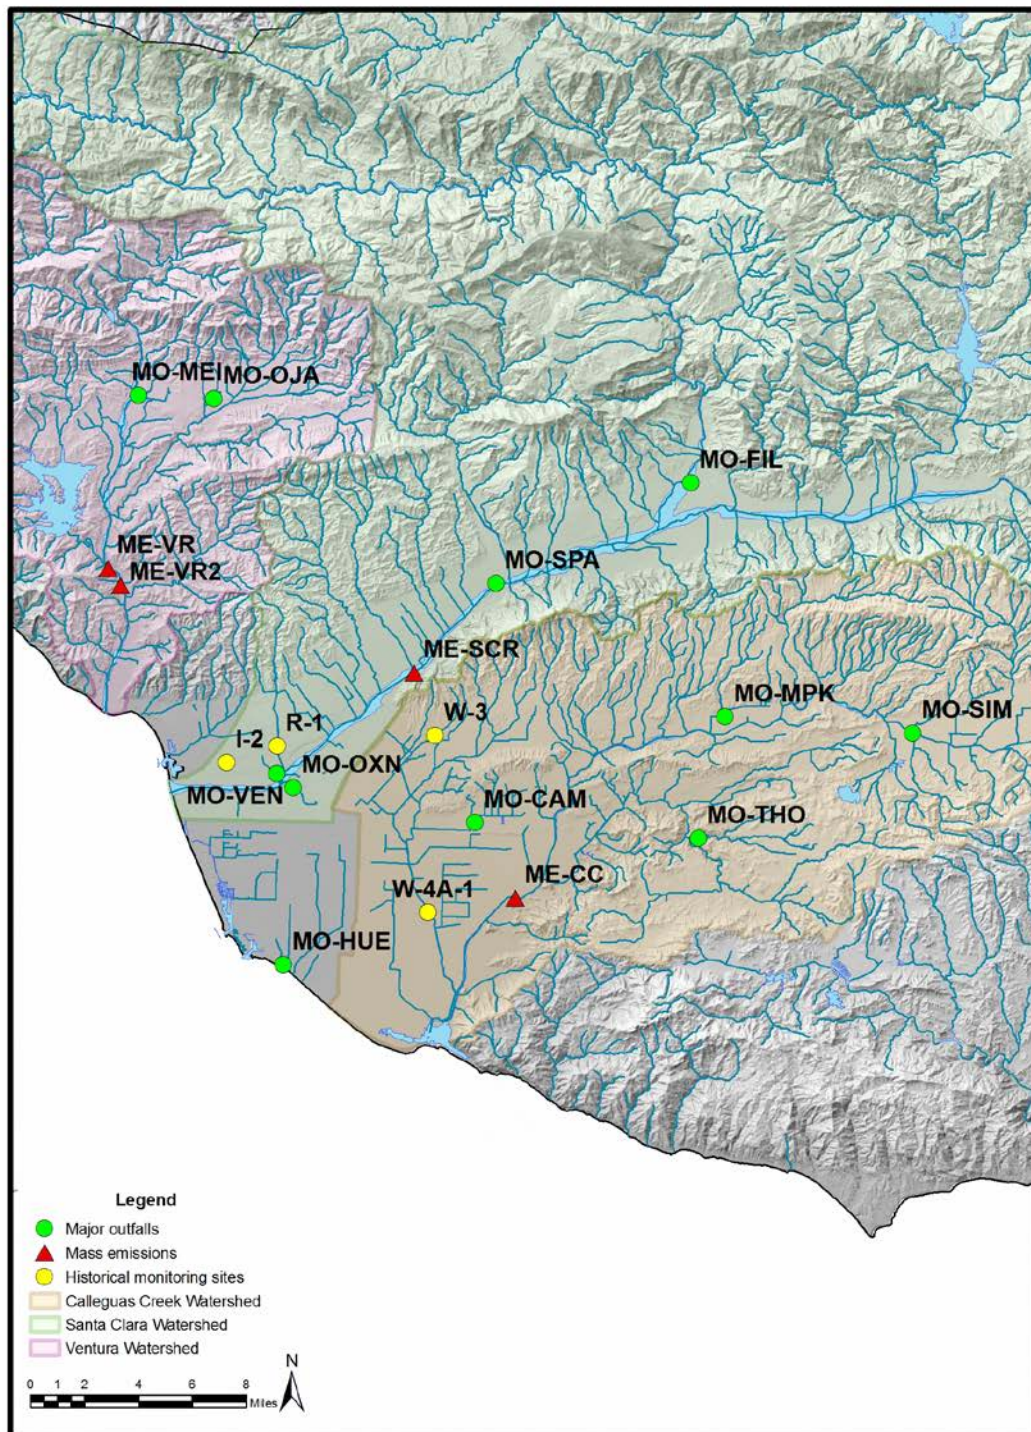 MO-MEI
MO-OJA
MO-FIL
ME-VR
ME-VR2
MO-SPA
ME-SCR
MO-MPK
W-3
MO-SIM
R-1
I-2
MO-OXN
MO-VEN
MO-CAM
MO-THO
ME-CC
W-4A-1
MO-HUE
Legend
Major outfalls
Mass emissions
Historical monitoring sites
Calleguas Creek Watershed
Santa Clara Watershed
Ventura Watershed
N
0 1 2 4 6 8
Miles